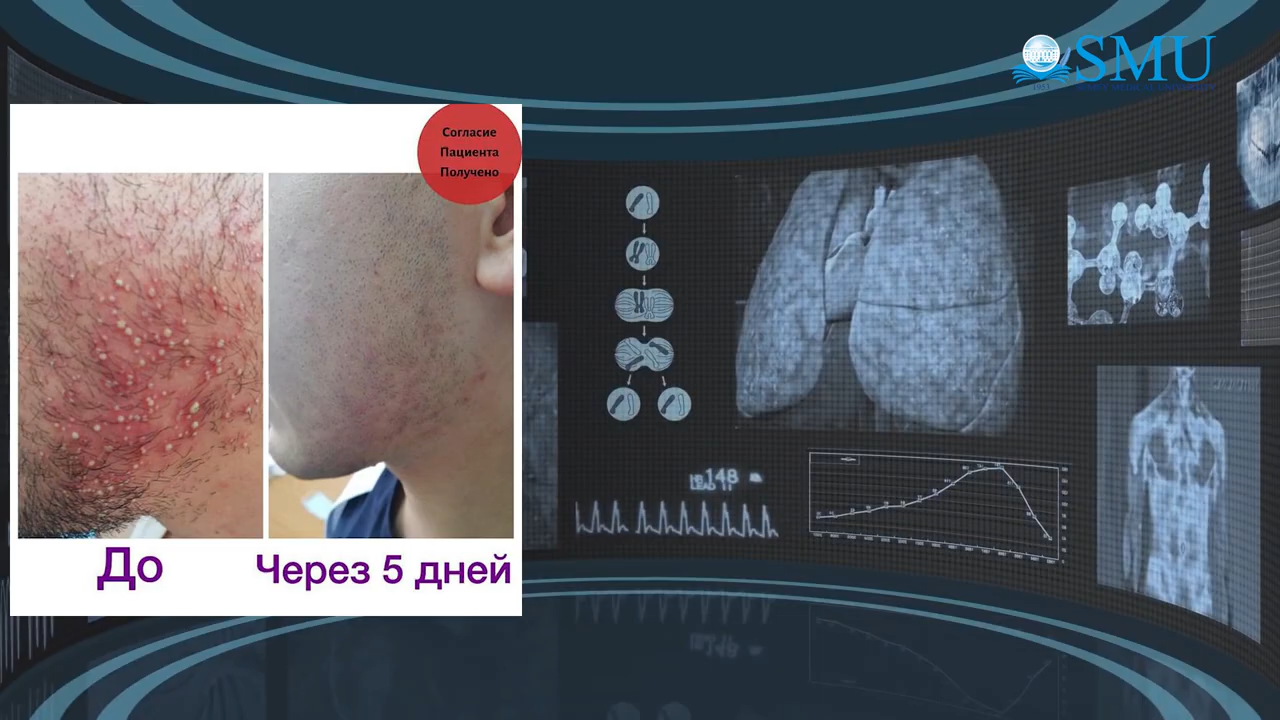 SMU
Согласие
Пациента
Получено
148
До
Через 5 дней